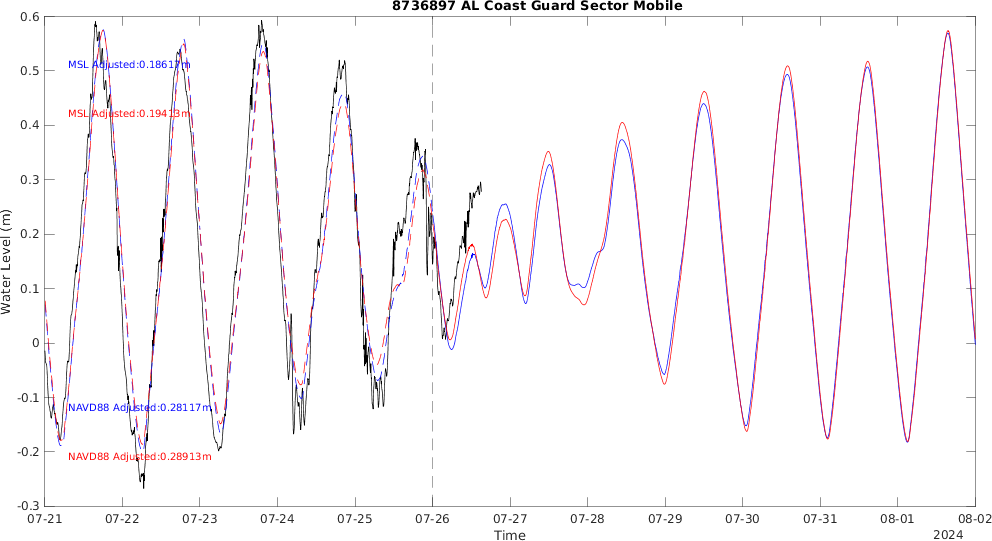 8736897 AL Coast Guard Sector Mobile
0.6
0.5
0.4
0.3
0.2
0.1
0
-0.1
-0.2
-0.3
Water Level (m)
MSL Adjusted:0.18617m
MSL Adjusted:0.19413m
NAVD88 Adjusted:0.28117m
NAVD88 Adjusted:0.28913m
07-21 07-22 07-23 07-24 07-25 07-26 07-27 07-28 07-29 07-30 07-31 08-01 08-02
Time
2024